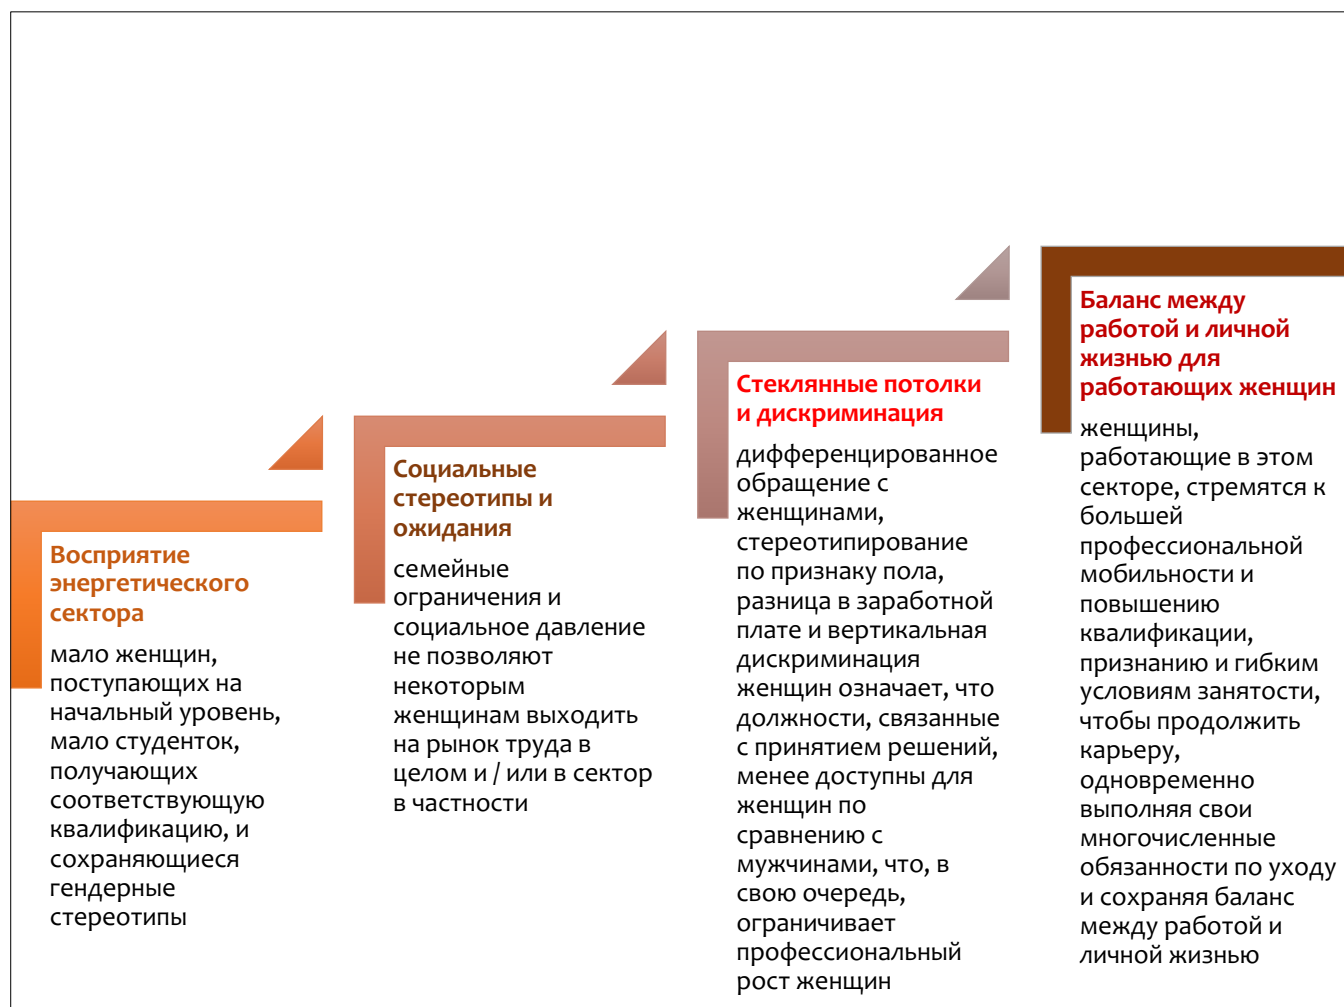 Восприятие
энергетического
сектора
мало женщин,
поступающих на
начальный уровень,
мало студенток,
получающих
соответствующую
квалификацию, и
сохраняющиеся
гендерные
стереотипы
Социальные
стереотипы и
ожидания
семейные
ограничения и
социальное давление
не позволяют
некоторым
женщинам выходить
на рынок труда в
целом и / или в сектор
в частности
Стеклянные потолки
и дискриминация
дифференцированное
обращение с
женщинами,
стереотипирование
по признаку пола,
разница в заработной
плате и вертикальная
дискриминация
женщин означает, что
должности, связанные
с принятием решений,
менее доступны для
женщин по
сравнению с
мужчинами, что, в
свою очередь,
ограничивает
профессиональный
рост женщин
Баланс между
работой и личной
жизнью для
работающих женщин
женщины,
работающие в этом
секторе, стремятся к
большей
профессиональной
мобильности и
повышению
квалификации,
признанию и гибким
условиям занятости,
чтобы продолжить
карьеру,
одновременно
выполняя свои
многочисленные
обязанности по уходу
и сохраняя баланс
между работой и
личной жизнью